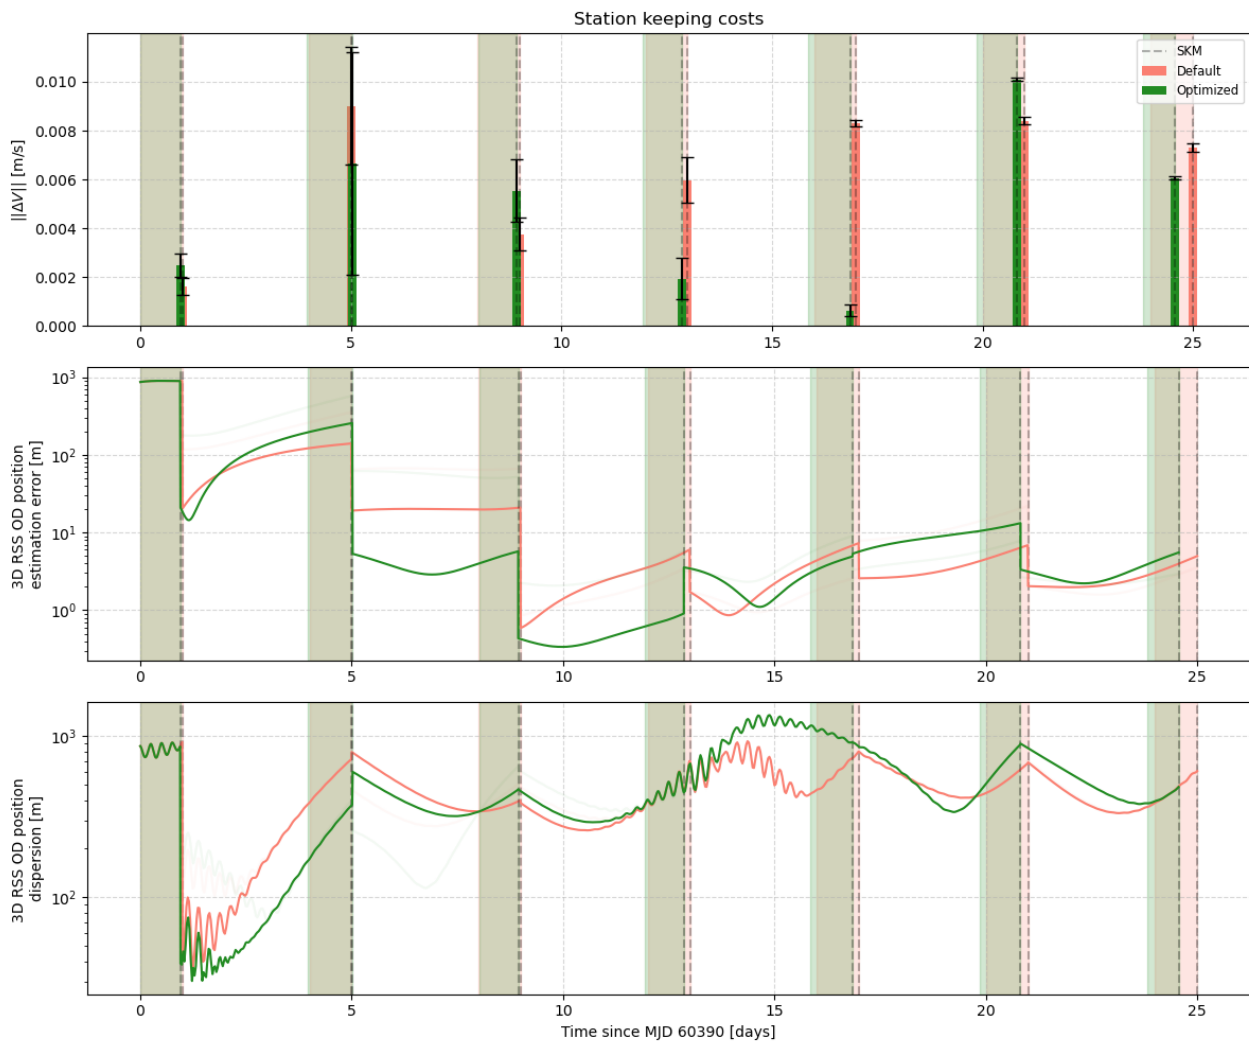 Station keeping costs
||ΔV|| [m/s]
0.010
0.008
0.006
0.004
0.002
0.000
SKM
Default
Optimized
0 5 10 15 20 25
3D RSS OD position
estimation error [m]
10³
10²
10¹
10⁰
0 5 10 15 20 25
3D RSS OD position
dispersion [m]
10³
10²
0 5 10 15 20 25
Time since MJD 60390 [days]